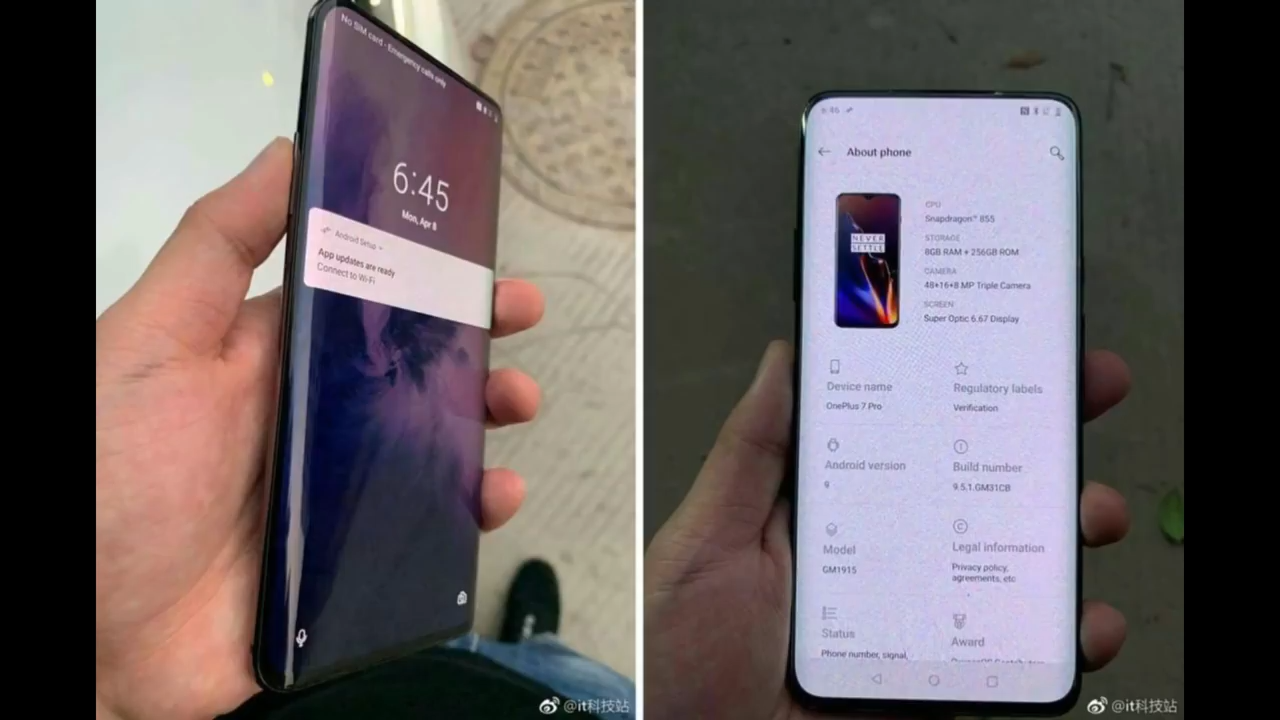 No SIM card - Emergency calls only
6:45
Mon, Apr 8
Android Setup
App updates are ready
Connect to Wi-Fi
@it科技站
6:46
About phone
NEVER
SETTLE
CPU
Snapdragon™ 855
STORAGE
8GB RAM + 256GB ROM
CAMERA
48+16+8 MP Triple Camera
SCREEN
Super Optic 6.67 Display
Device name
OnePlus 7 Pro
Regulatory labels
Verification
Android version
9
Build number
9.5.1.GM31CB
Model
GM1915
Legal information
Privacy policy,
agreements, etc
Status
Phone number, signal,
Award
@it科技站